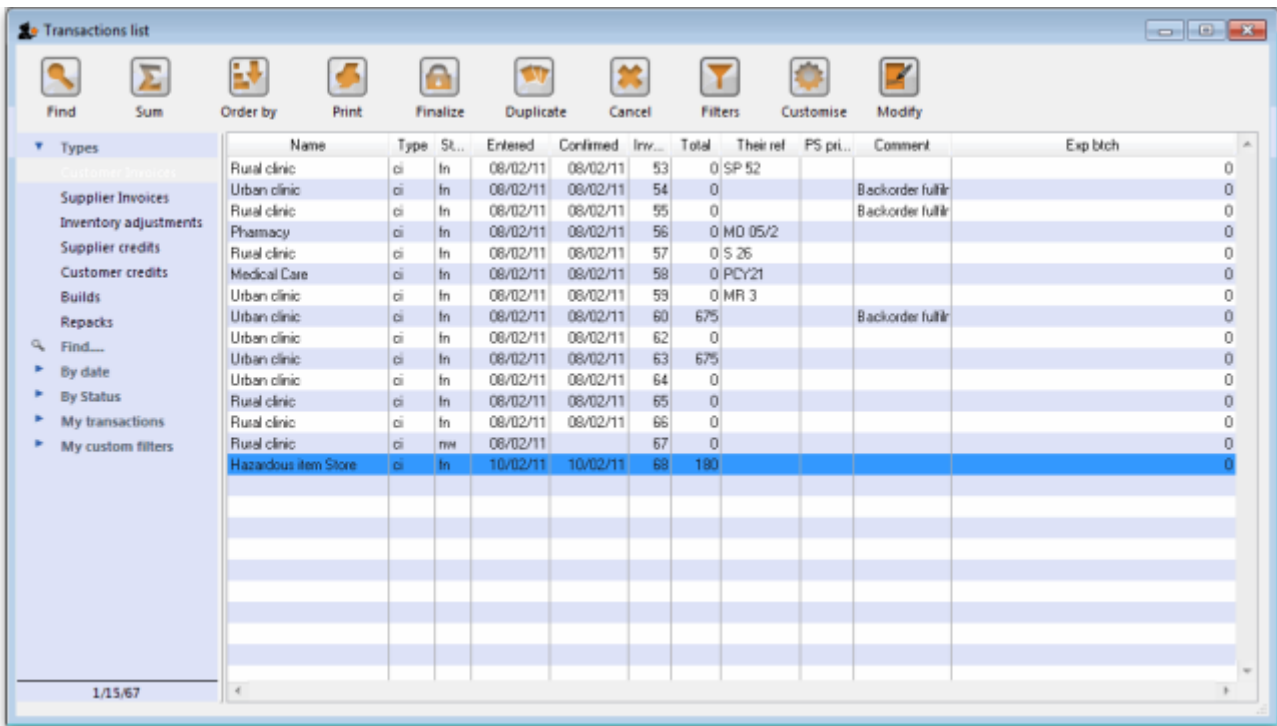 Transactions list
Find Sum Order by Print Finalize Duplicate Cancel Filters Customise Modify
Types
Customer Invoices
Supplier Invoices
Inventory adjustments
Supplier credits
Customer credits
Builds
Repacks
Find....
By date
By Status
My transactions
My custom filters
1/15/67
Name Type St... Entered Confirmed Inv... Total Their ref PS pri... Comment Exp btch
Rural clinic ci fn 08/02/11 08/02/11 53 0 SP 52 0
Urban clinic ci fn 08/02/11 08/02/11 54 0 Backorder fulfilr 0
Rural clinic ci fn 08/02/11 08/02/11 55 0 Backorder fulfilr 0
Pharmacy ci fn 08/02/11 08/02/11 56 0 MO 05/2 0
Rural clinic ci fn 08/02/11 08/02/11 57 0 S 26 0
Medical Care ci fn 08/02/11 08/02/11 58 0 PCY21 0
Urban clinic ci fn 08/02/11 08/02/11 59 0 MR 3 0
Urban clinic ci fn 08/02/11 08/02/11 60 675 Backorder fulfilr 0
Urban clinic ci fn 08/02/11 08/02/11 62 0 0
Urban clinic ci fn 08/02/11 08/02/11 63 675 0
Urban clinic ci fn 08/02/11 08/02/11 64 0 0
Rural clinic ci fn 08/02/11 08/02/11 65 0 0
Rural clinic ci fn 08/02/11 08/02/11 66 0 0
Rural clinic ci nw 08/02/11 67 0 0
Hazardous item Store ci fn 10/02/11 10/02/11 68 180 0